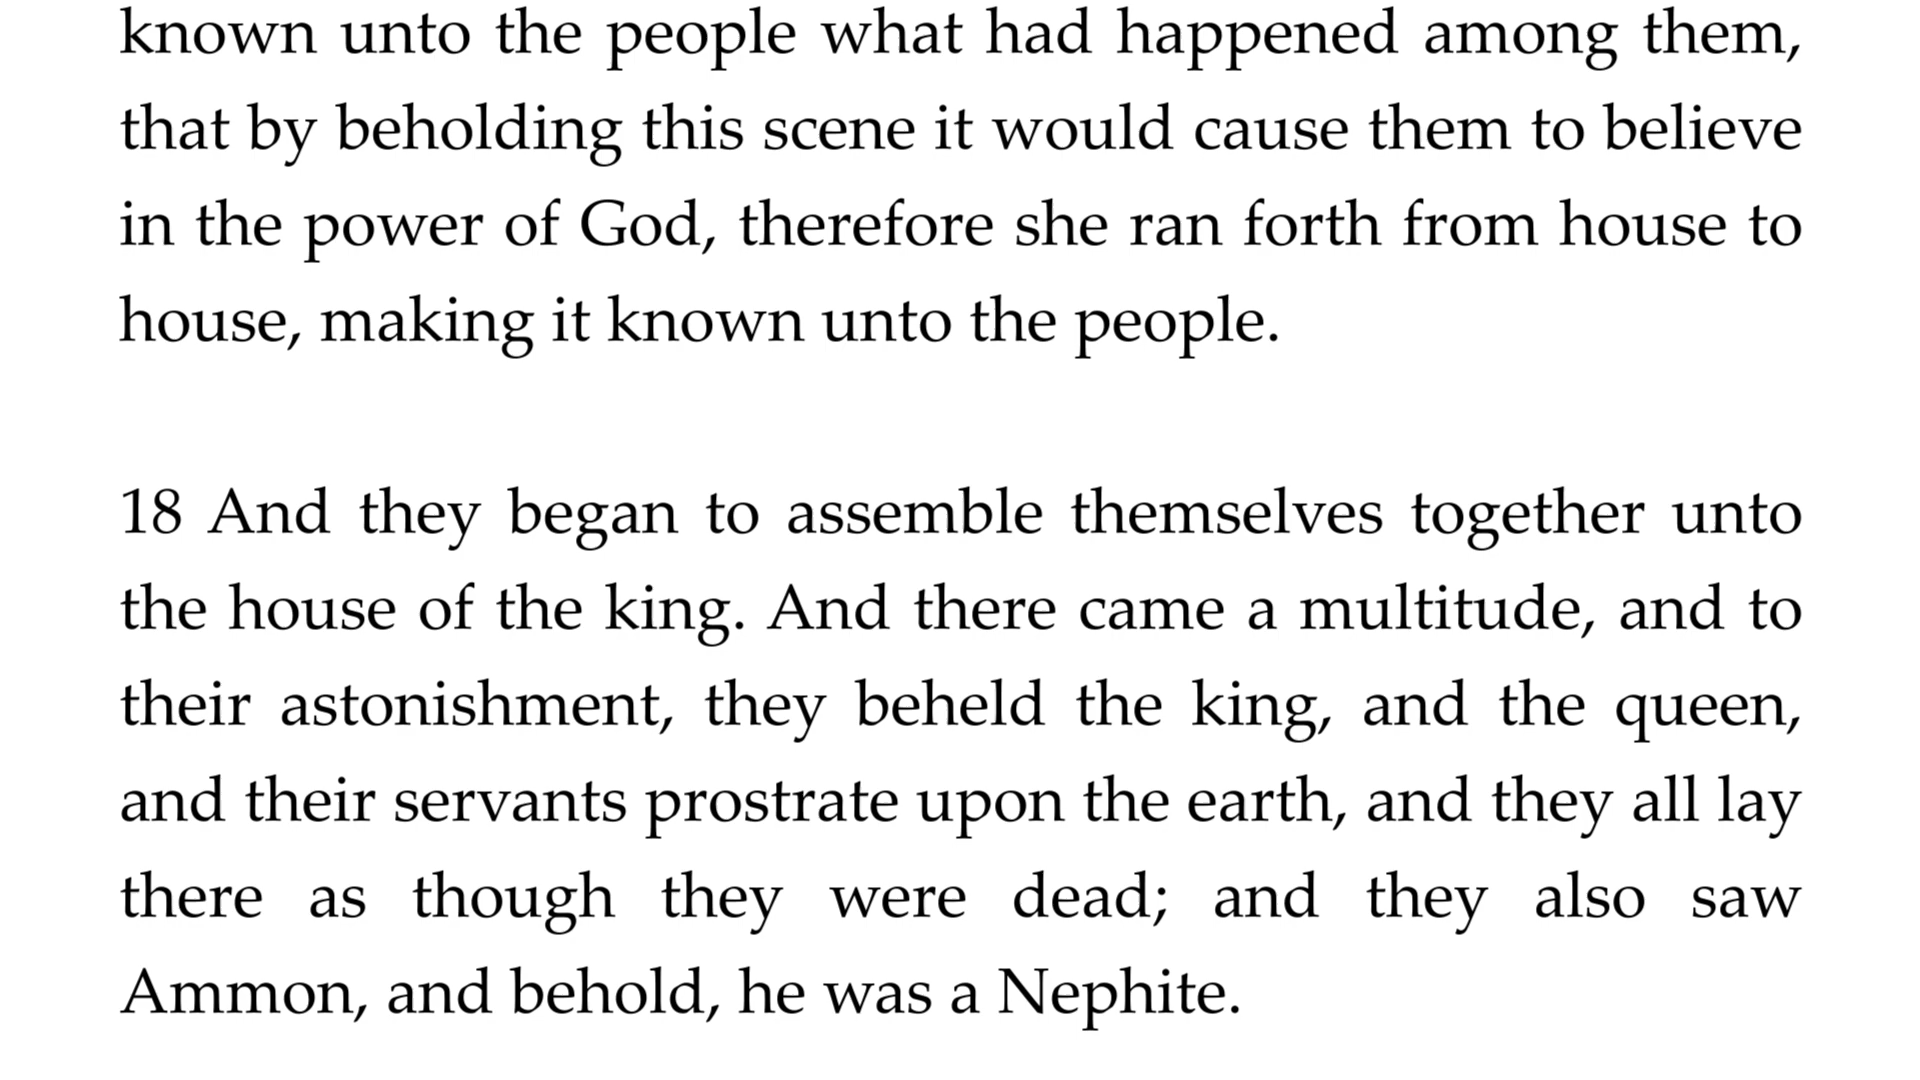 known unto the people what had happened among them,
that by beholding this scene it would cause them to believe
in the power of God, therefore she ran forth from house to
house, making it known unto the people.
18 And they began to assemble themselves together unto
the house of the king. And there came a multitude, and to
their astonishment, they beheld the king, and the queen,
and their servants prostrate upon the earth, and they all lay
there as though they were dead; and they also saw
Ammon, and behold, he was a Nephite.